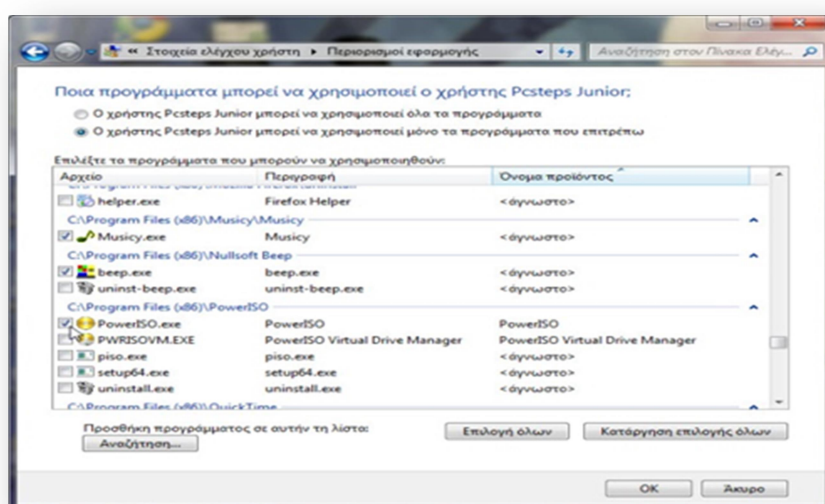 « Στοιχεία ελέγχου χρήστη ▸ Περιορισμοί εφαρμογής Αναζήτηση στον Πίνακα Ελέγ...
Ποια προγράμματα μπορεί να χρησιμοποιεί ο χρήστης Pcsteps Junior;
Ο χρήστης Pcsteps Junior μπορεί να χρησιμοποιεί όλα τα προγράμματα
Ο χρήστης Pcsteps Junior μπορεί να χρησιμοποιεί μόνο τα προγράμματα που επιτρέπω
Επιλέξτε τα προγράμματα που μπορούν να χρησιμοποιηθούν:
Αρχείο Περιγραφή Όνομα προϊόντος
helper.exe Firefox Helper <άγνωστο>
C:\Program Files (x86)\Musicy\Musicy
Musicy.exe Musicy <άγνωστο>
C:\Program Files (x86)\Nullsoft Beep
beep.exe beep.exe <άγνωστο>
uninst-beep.exe uninst-beep.exe <άγνωστο>
C:\Program Files (x86)\PowerISO
PowerISO.exe PowerISO PowerISO
PWRISOVM.EXE PowerISO Virtual Drive Manager PowerISO Virtual Drive Manager
piso.exe piso.exe <άγνωστο>
setup64.exe setup64.exe <άγνωστο>
uninstall.exe uninstall.exe <άγνωστο>
C:\Program Files (x86)\QuickTime
Προσθήκη προγράμματος σε αυτήν τη λίστα: Επιλογή όλων Κατάργηση επιλογής όλων
Αναζήτηση...
OK Άκυρο